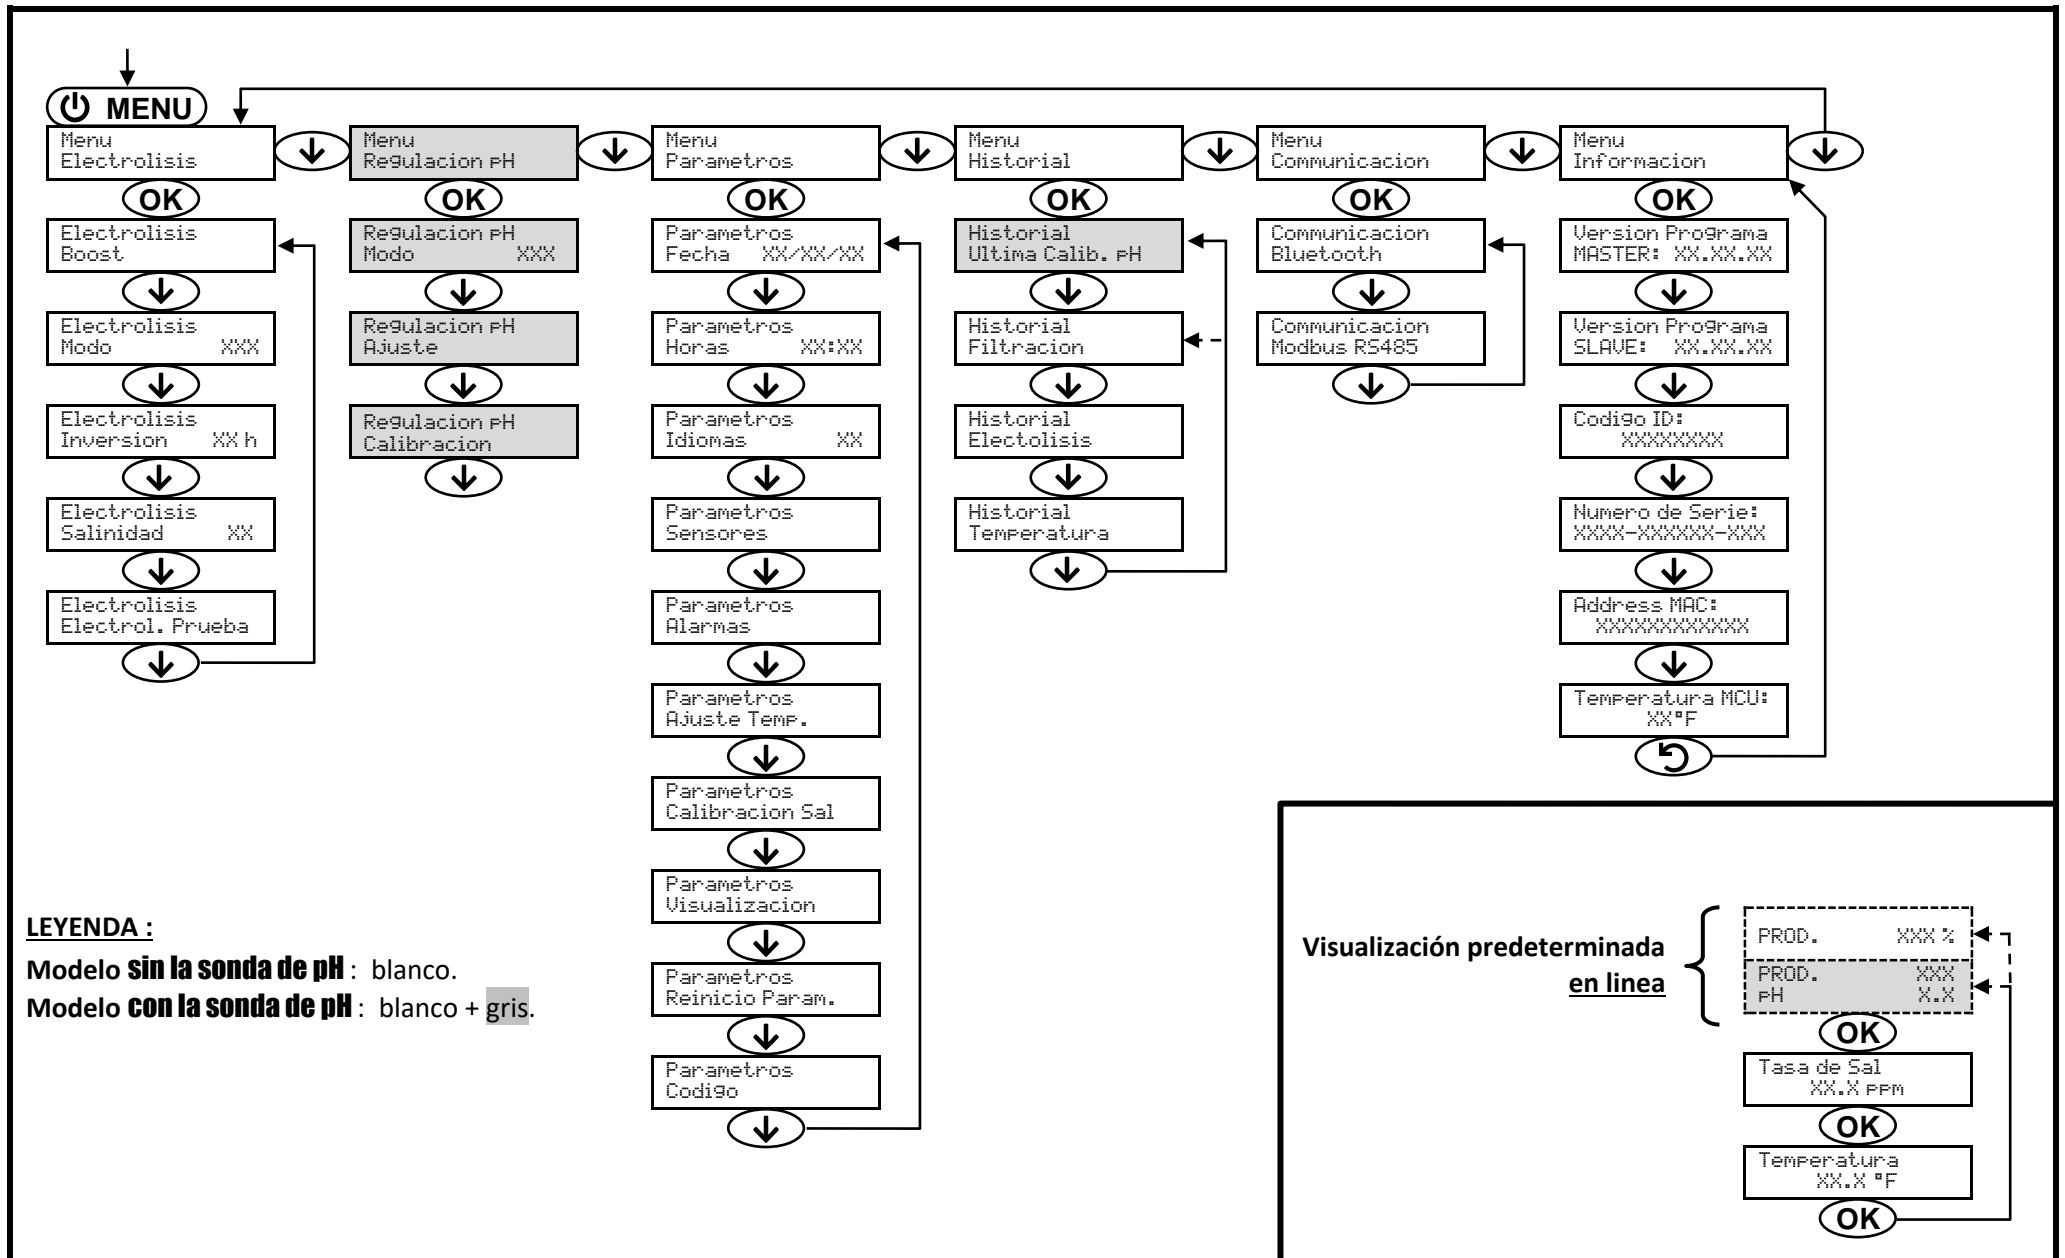 MENU
Menu
Electrolisis
OK
Electrolisis
Boost
Electrolisis
Modo XXX
Electrolisis
Inversion XX h
Electrolisis
Salinidad XX
Electrolisis
Electrol. Prueba
Menu
Regulacion pH
OK
Regulacion pH
Modo XXX
Regulacion pH
Ajuste
Regulacion pH
Calibracion
Menu
Parametros
OK
Parametros
Fecha XX/XX/XX
Parametros
Horas XX:XX
Parametros
Idiomas XX
Parametros
Sensores
Parametros
Alarmas
Parametros
Ajuste Temp.
Parametros
Calibracion Sal
Parametros
Visualizacion
Parametros
Reinicio Param.
Parametros
Codigo
Menu
Historial
OK
Historial
Ultima Calib. pH
Historial
Filtracion
Historial
Electolisis
Historial
Temperatura
Menu
Communicacion
OK
Communicacion
Bluetooth
Communicacion
Modbus RS485
Menu
Informacion
OK
Version Programa
MASTER: XX.XX.XX
Version Programa
SLAVE: XX.XX.XX
Codigo ID:
XXXXXXXX
Numero de Serie:
XXXX-XXXXXX-XXX
Address MAC:
XXXXXXXXXXXX
Temperatura MCU:
XX°F
LEYENDA :
Modelo sin la sonda de pH : blanco.
Modelo con la sonda de pH : blanco + gris.
Visualización predeterminada
en linea
PROD. XXX %
PROD. XXX
pH X.X
OK
Tasa de Sal
XX.X ppm
OK
Temperatura
XX.X °F
OK